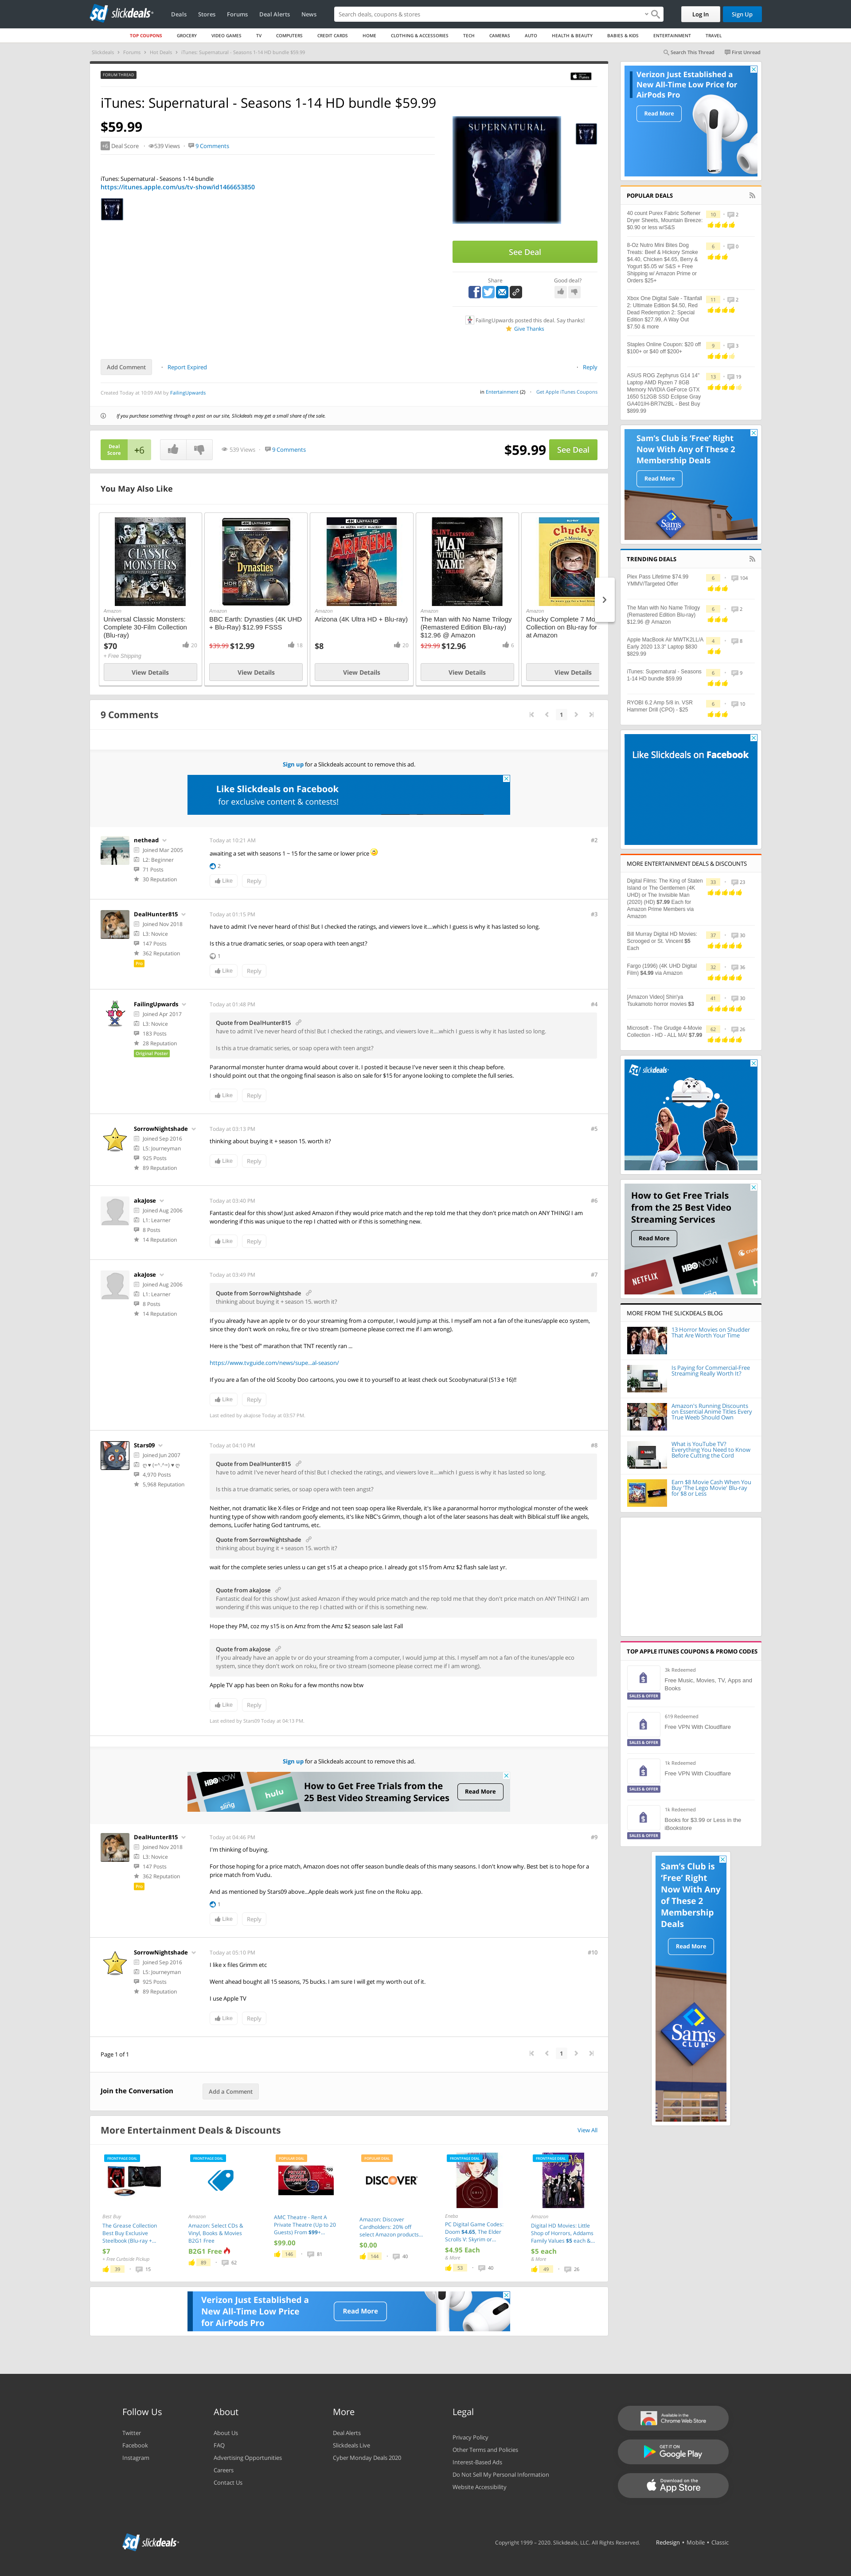 slickdeals
Deals
Stores
Forums
Deal Alerts
News
Search deals, coupons & stores
Log In
Sign Up
TOP COUPONS
GROCERY
VIDEO GAMES
TV
COMPUTERS
CREDIT CARDS
HOME
CLOTHING & ACCESSORIES
TECH
CAMERAS
AUTO
HEALTH & BEAUTY
BABIES & KIDS
ENTERTAINMENT
TRAVEL
Slickdeals > Forums > Hot Deals > iTunes: Supernatural - Seasons 1-14 HD bundle $59.99
Search This Thread
First Unread
FORUM THREAD
iTunes: Supernatural - Seasons 1-14 HD bundle $59.99
$59.99
+6 Deal Score
539 Views
9 Comments
iTunes: Supernatural - Seasons 1-14 bundle
https://itunes.apple.com/us/tv-show/id1466653850
SUPERNATURAL
See Deal
Share
Good deal?
FailingUpwards posted this deal. Say thanks!
Give Thanks
Add Comment
Report Expired
Reply
Created Today at 10:09 AM by FailingUpwards
in Entertainment (2)
Get Apple iTunes Coupons
If you purchase something through a post on our site, Slickdeals may get a small share of the sale.
Deal Score +6
539 Views
9 Comments
$59.99
See Deal
You May Also Like
Amazon
Universal Classic Monsters: Complete 30-Film Collection (Blu-ray)
$70
20
+ Free Shipping
View Details
Amazon
BBC Earth: Dynasties (4K UHD + Blu-Ray) $12.99 FSSS
$39.99 $12.99
18
View Details
Amazon
Arizona (4K Ultra HD + Blu-ray)
$8
20
View Details
Amazon
The Man with No Name Trilogy (Remastered Edition Blu-ray) $12.96 @ Amazon
$29.99 $12.96
6
View Details
Amazon
Chucky Complete 7 Mo
Collection on Blu-ray for
at Amazon
View Details
9 Comments
1
Sign up for a Slickdeals account to remove this ad.
Like Slickdeals on Facebook
for exclusive content & contests!
nethead
Joined Mar 2005
L2: Beginner
71 Posts
30 Reputation
Today at 10:21 AM
#2
awaiting a set with seasons 1 ~ 15 for the same or lower price
2
Like
Reply
DealHunter815
Joined Nov 2018
L3: Novice
147 Posts
362 Reputation
Pro
Today at 01:15 PM
#3
have to admit I've never heard of this! But I checked the ratings, and viewers love it....which I guess is why it has lasted so long.
Is this a true dramatic series, or soap opera with teen angst?
1
Like
Reply
FailingUpwards
Joined Apr 2017
L3: Novice
183 Posts
28 Reputation
Original Poster
Today at 01:48 PM
#4
Quote from DealHunter815
have to admit I've never heard of this! But I checked the ratings, and viewers love it....which I guess is why it has lasted so long.
Is this a true dramatic series, or soap opera with teen angst?
Paranormal monster hunter drama would about cover it. I posted it because I've never seen it this cheap before.
I should point out that the ongoing final season is also on sale for $15 for anyone looking to complete the full series.
Like
Reply
SorrowNightshade
Joined Sep 2016
L5: Journeyman
925 Posts
89 Reputation
Today at 03:13 PM
#5
thinking about buying it + season 15. worth it?
Like
Reply
akaJose
Joined Aug 2006
L1: Learner
8 Posts
14 Reputation
Today at 03:40 PM
#6
Fantastic deal for this show! Just asked Amazon if they would price match and the rep told me that they don't price match on ANY THING! I am wondering if this was unique to the rep I chatted with or if this is something new.
Like
Reply
akaJose
Joined Aug 2006
L1: Learner
8 Posts
14 Reputation
Today at 03:49 PM
#7
Quote from SorrowNightshade
thinking about buying it + season 15. worth it?
If you already have an apple tv or do your streaming from a computer, I would jump at this. I myself am not a fan of the itunes/apple eco system, since they don't work on roku, fire or tivo stream (someone please correct me if I am wrong).
Here is the "best of" marathon that TNT recently ran ...
https://www.tvguide.com/news/supe...al-season/
If you are a fan of the old Scooby Doo cartoons, you owe it to yourself to at least check out Scoobynatural (S13 e 16)!!
Like
Reply
Last edited by akaJose Today at 03:57 PM.
Stars09
Joined Jun 2007
4,970 Posts
5,968 Reputation
Today at 04:10 PM
#8
Quote from DealHunter815
have to admit I've never heard of this! But I checked the ratings, and viewers love it....which I guess is why it has lasted so long.
Is this a true dramatic series, or soap opera with teen angst?
Neither, not dramatic like X-files or Fridge and not teen soap opera like Riverdale, it's like a paranormal horror mythological monster of the week hunting type of show with random goofy elements, it's like NBC's Grimm, though a lot of the later seasons has dealt with Biblical stuff like angels, demons, Lucifer hating God tantrums, etc.
Quote from SorrowNightshade
thinking about buying it + season 15. worth it?
wait for the complete series unless u can get s15 at a cheapo price. I already got s15 from Amz $2 flash sale last yr.
Quote from akaJose
Fantastic deal for this show! Just asked Amazon if they would price match and the rep told me that they don't price match on ANY THING! I am wondering if this was unique to the rep I chatted with or if this is something new.
Hope they PM, coz my s15 is on Amz from the Amz $2 season sale last Fall
Quote from akaJose
If you already have an apple tv or do your streaming from a computer, I would jump at this. I myself am not a fan of the itunes/apple eco system, since they don't work on roku, fire or tivo stream (someone please correct me if I am wrong).
Apple TV app has been on Roku for a few months now btw
Like
Reply
Last edited by Stars09 Today at 04:13 PM.
Sign up for a Slickdeals account to remove this ad.
HBO NOW
sling
hulu
How to Get Free Trials from the 25 Best Video Streaming Services
Read More
DealHunter815
Joined Nov 2018
L3: Novice
147 Posts
362 Reputation
Pro
Today at 04:46 PM
#9
I'm thinking of buying.
For those hoping for a price match, Amazon does not offer season bundle deals of this many seasons. I don't know why. Best bet is to hope for a price match from Vudu.
And as mentioned by Stars09 above...Apple deals work just fine on the Roku app.
1
Like
Reply
SorrowNightshade
Joined Sep 2016
L5: Journeyman
925 Posts
89 Reputation
Today at 05:10 PM
#10
I like x files Grimm etc
Went ahead bought all 15 seasons, 75 bucks. I am sure I will get my worth out of it.
I use Apple TV
Like
Reply
Page 1 of 1
1
Join the Conversation
Add a Comment
More Entertainment Deals & Discounts
View All
FRONTPAGE DEAL
Best Buy
The Grease Collection Best Buy Exclusive Steelbook (Blu-ray +...
$7
+ Free Curbside Pickup
39
15
FRONTPAGE DEAL
Amazon
Amazon: Select CDs & Vinyl, Books & Movies B2G1 Free
B2G1 Free
89
62
POPULAR DEAL
AMC Theatre - Rent A Private Theatre (Up to 20 Guests) From $99+...
$99.00
146
81
POPULAR DEAL
DISCOVER
Amazon: Discover Cardholders: 20% off select Amazon products...
$0.00
144
40
FRONTPAGE DEAL
Eneba
PC Digital Game Codes: Doom $4.65, The Elder Scrolls V: Skyrim or...
$4.95 Each
& More
53
40
FRONTPAGE DEAL
Amazon
Digital HD Movies: Little Shop of Horrors, Addams Family Values $5 each &...
$5 each
& More
49
26
Verizon Just Established a New All-Time Low Price for AirPods Pro
Read More
Verizon Just Established a New All-Time Low Price for AirPods Pro
Read More
POPULAR DEALS
40 count Purex Fabric Softener Dryer Sheets, Mountain Breeze $0.90 or less w/S&S
10
2
8-Oz Nutro Mini Bites Dog Treats: Beef & Hickory Smoke $4.40, Chicken $4.65, Berry & Yogurt $5.05 w/ S&S + Free Shipping w/ Amazon Prime or Orders $25+
6
0
Xbox One Digital Sale - Titanfall 2: Ultimate Edition $4.50, Red Dead Redemption 2: Special Edition $27.99, A Way Out $7.50 & more
11
2
Staples Online Coupon: $20 off $100+ or $40 off $200+
9
3
ASUS ROG Zephyrus G14 14" Laptop AMD Ryzen 7 8GB Memory NVIDIA GeForce GTX 1650 512GB SSD Eclipse Gray GA401IH-BR7N2BL - Best Buy $899.99
13
19
Sam's Club is 'Free' Right Now With Any of These 2 Membership Deals
Read More
TRENDING DEALS
Plex Pass Lifetime $74.99 YMMV/Targeted Offer
6
104
The Man with No Name Trilogy (Remastered Edition Blu-ray) $12.96 @ Amazon
6
2
Apple MacBook Air MWTK2LL/A Early 2020 13.3" Laptop $830 $829.99
4
8
iTunes: Supernatural - Seasons 1-14 HD bundle $59.99
6
9
RYOBI 6.2 Amp 5/8 in. VSR Hammer Drill (CPO) - $25
6
10
Like Slickdeals on Facebook
MORE ENTERTAINMENT DEALS & DISCOUNTS
Digital Films: The King of Staten Island or The Gentlemen (4K UHD) or The Invisible Man (2020) (HD) $7.99 Each for Amazon Prime Members via Amazon
33
23
Bill Murray Digital HD Movies: Scrooged or St. Vincent $5 Each
37
30
Fargo (1996) (4K UHD Digital Film) $4.99 via Amazon
32
36
[Amazon Video] Shin'ya Tsukamoto horror movies $3
41
30
Microsoft - The Grudge 4-Movie Collection - HD - ALL MA! $7.99
62
26
slickdeals
How to Get Free Trials from the 25 Best Video Streaming Services
Read More
NETFLIX
HBO NOW
MORE FROM THE SLICKDEALS BLOG
13 Horror Movies on Shudder That Are Worth Your Time
Is Paying for Commercial-Free Streaming Really Worth It?
Amazon's Running Discounts on Essential Anime Titles Every True Weeb Should Own
What is YouTube TV? Everything You Need to Know Before Cutting the Cord
Earn $8 Movie Cash When You Buy 'The Lego Movie' Blu-ray for $8 or Less
TOP APPLE ITUNES COUPONS & PROMO CODES
SALES & OFFER
3k Redeemed
Free Music, Movies, TV, Apps and Books
SALES & OFFER
619 Redeemed
Free VPN With Cloudflare
SALES & OFFER
1k Redeemed
Free VPN With Cloudflare
SALES & OFFER
1k Redeemed
Books for $3.99 or Less in the iBookstore
Sam's Club is 'Free' Right Now With Any of These 2 Membership Deals
Read More
Sam's CLUB
Follow Us
Twitter
Facebook
Instagram
About
About Us
FAQ
Advertising Opportunities
Careers
Contact Us
More
Deal Alerts
Slickdeals Live
Cyber Monday Deals 2020
Legal
Privacy Policy
Other Terms and Policies
Interest-Based Ads
Do Not Sell My Personal Information
Website Accessibility
Available in the Chrome Web Store
GET IT ON Google Play
Download on the App Store
slickdeals
Copyright 1999 - 2020. Slickdeals, LLC. All Rights Reserved.
Redesign • Mobile • Classic